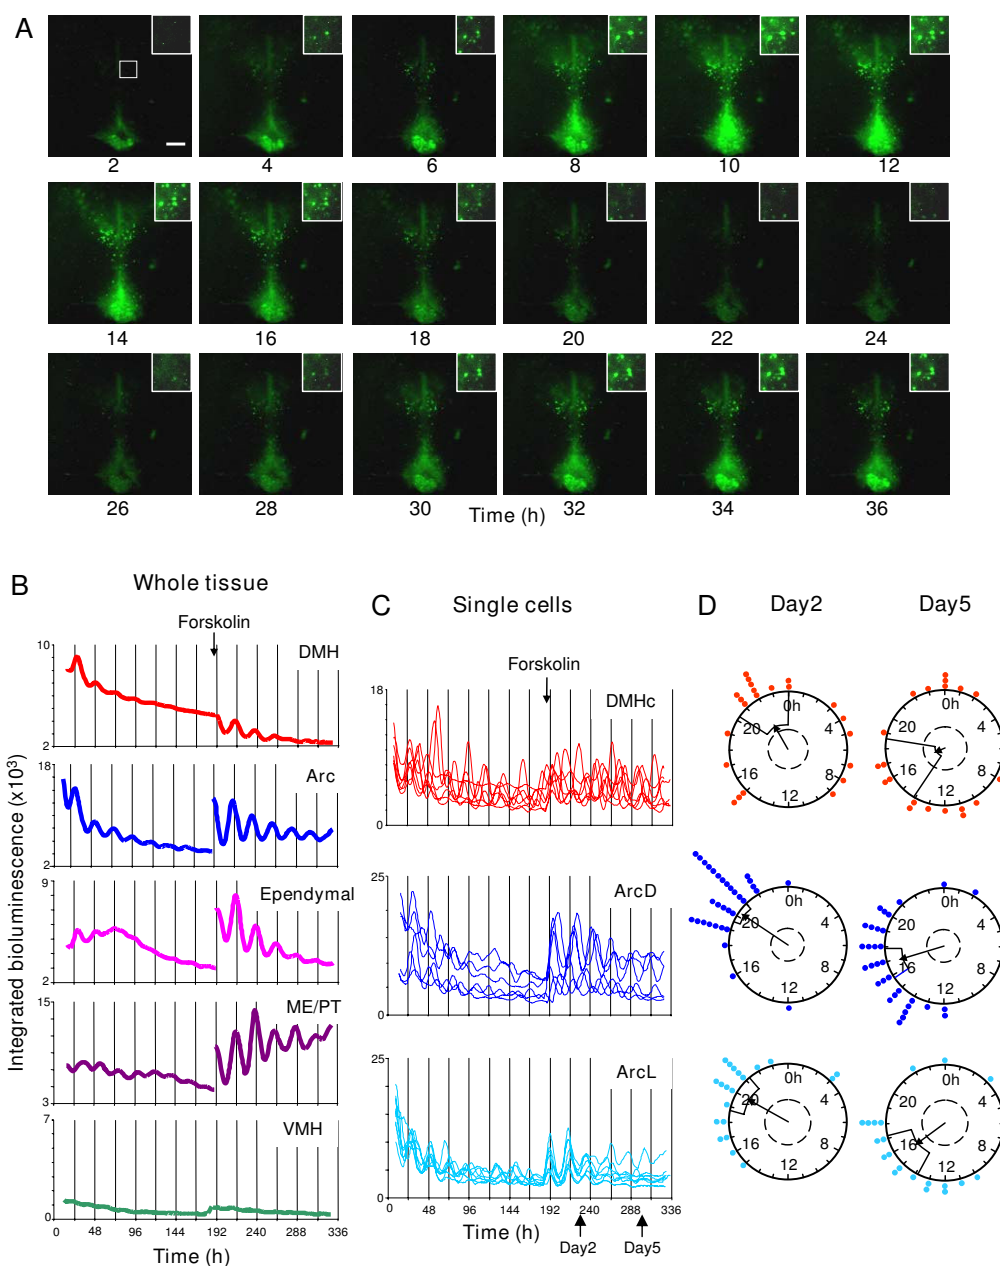 A
2 4 6 8 10 12
14 16 18 20 22 24
26 28 30 32 34 36
Time (h)
B Whole tissue
Forskolin
Integrated bioluminescence (x10³)
10
DMH
2
18
Arc
2
9
Ependymal
2
15
ME/PT
3
7
VMH
0
0 48 96 144 192 240 288 336
Time (h)
C Single cells
Forskolin
18
DMHc
0
25
ArcD
0
25
ArcL
0
0 48 96 144 192 240 288 336
Time (h)
Day2 Day5
D Day2 Day5
0h 4 8 12 16 20
0h 4 8 12 16 20
0h 4 8 12 16 20
0h 4 8 12 16 20
0h 4 8 12 16 20
0h 4 8 12 16 20